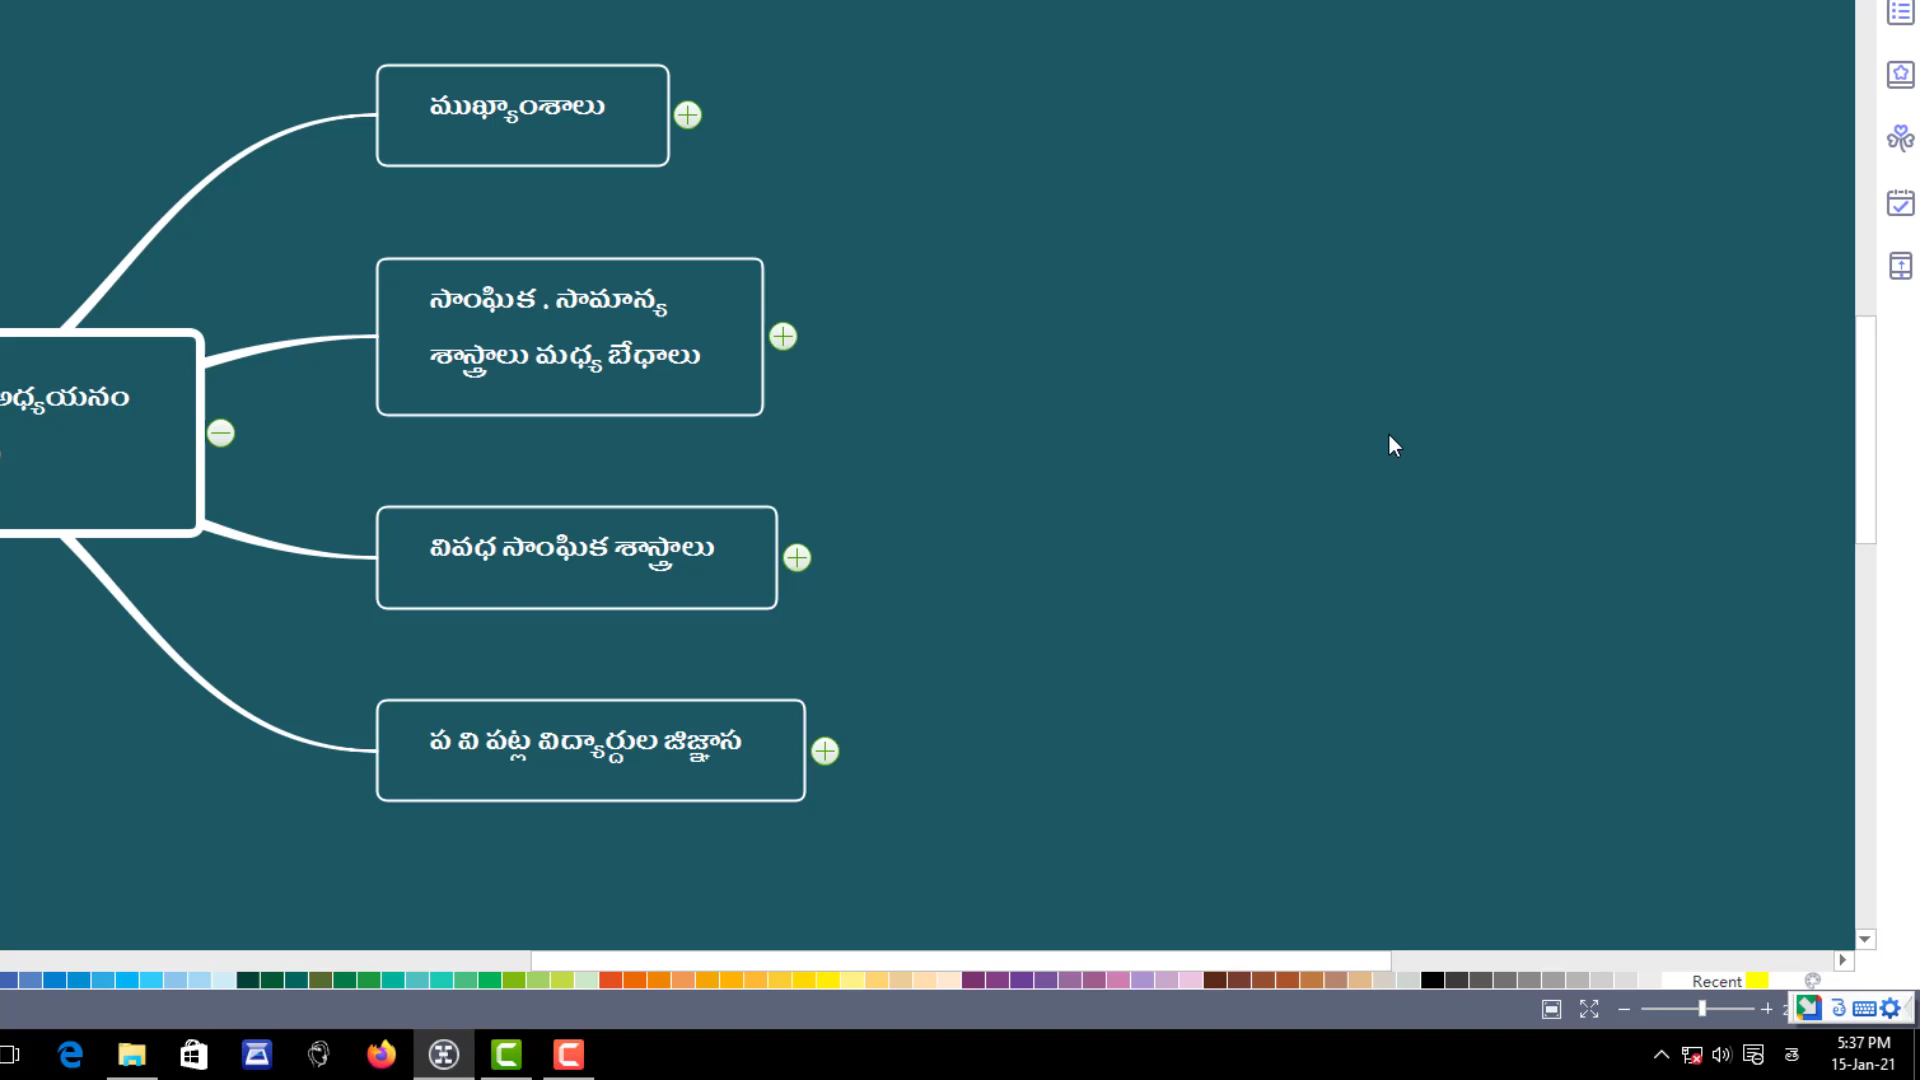 ముఖ్యాంశాలు
సాంఘిక . సామాన్య
శాస్త్రాలు మధ్య బేధాలు
అధ్యయనం
వివధ సాంఘిక శాస్త్రాలు
ప వి పట్ల విద్యార్దుల జిజ్ఞాస
Recent
5:37 PM
15-Jan-21